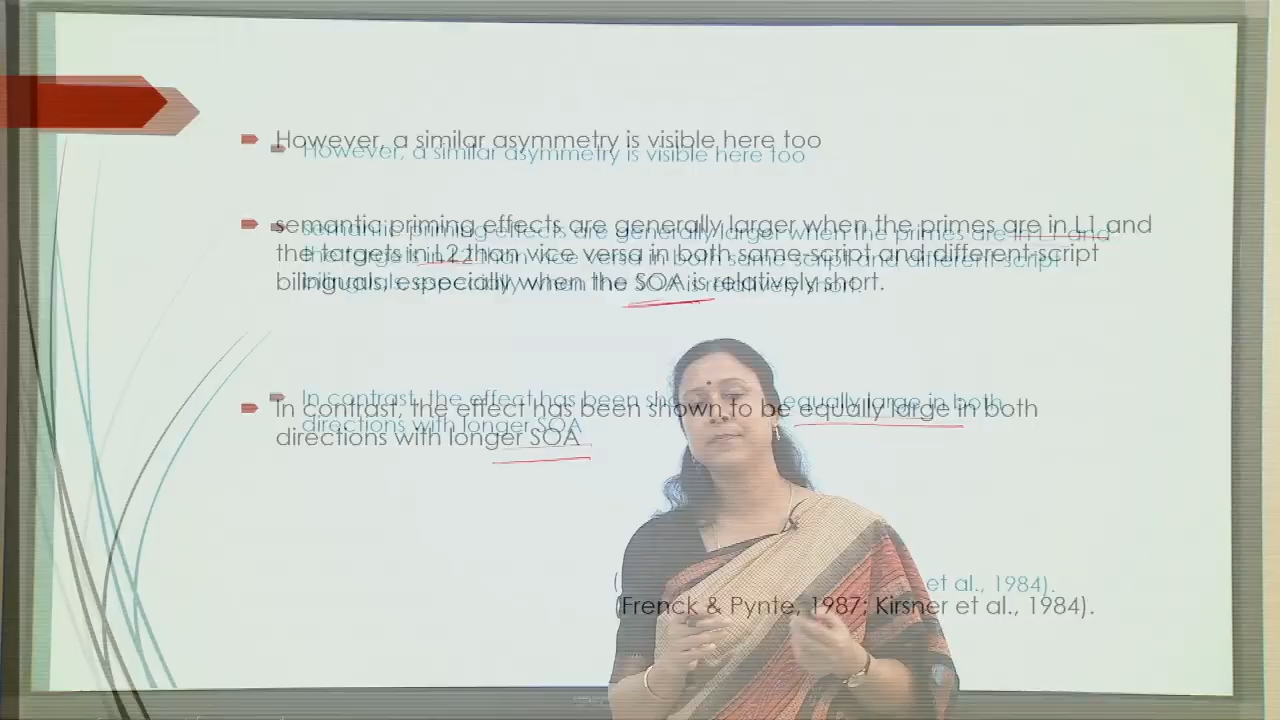 However, a similar asymmetry is visible here too
semantic priming effects are generally larger when the primes are in L1 and
the targets in L2 than vice versa in both same-script and different-script
bilinguals, especially when the SOA is relatively short.
In contrast, the effect has been shown to be equally large in both
directions with longer SOA
(Frenck & Pynte, 1987; Kirsner et al., 1984).